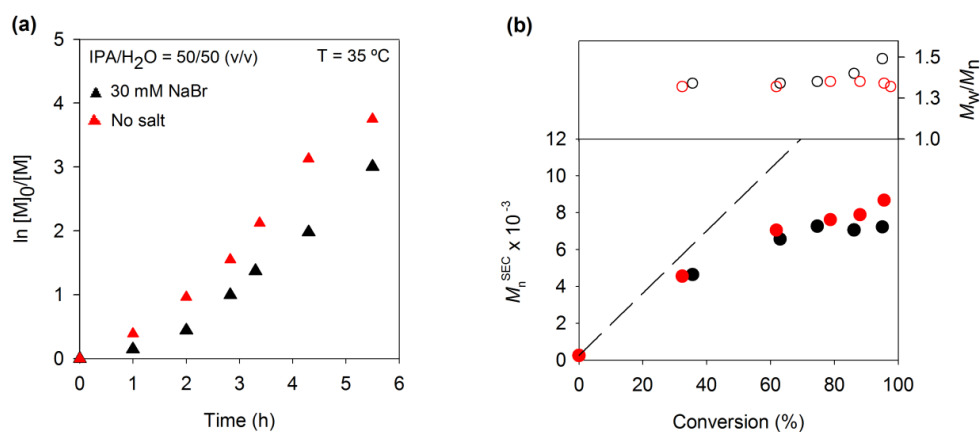 (a)
IPA/H2O = 50/50 (v/v) T = 35 ºC
30 mM NaBr
No salt
ln [M]0/[M]
5
4
3
2
1
0
0 1 2 3 4 5 6
Time (h)
(b)
1.5
1.3
1.0
Mw/Mn
12
10
8
6
4
2
0
Mn SEC x 10-3
0 20 40 60 80 100
Conversion (%)